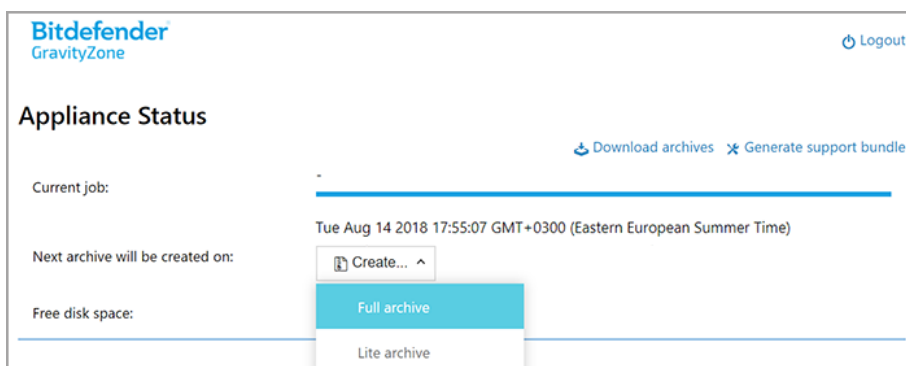 Bitdefender
GravityZone
Logout
Appliance Status
Download archives Generate support bundle
Current job:
-
Tue Aug 14 2018 17:55:07 GMT+0300 (Eastern European Summer Time)
Next archive will be created on:
Create...
Free disk space:
Full archive
Lite archive